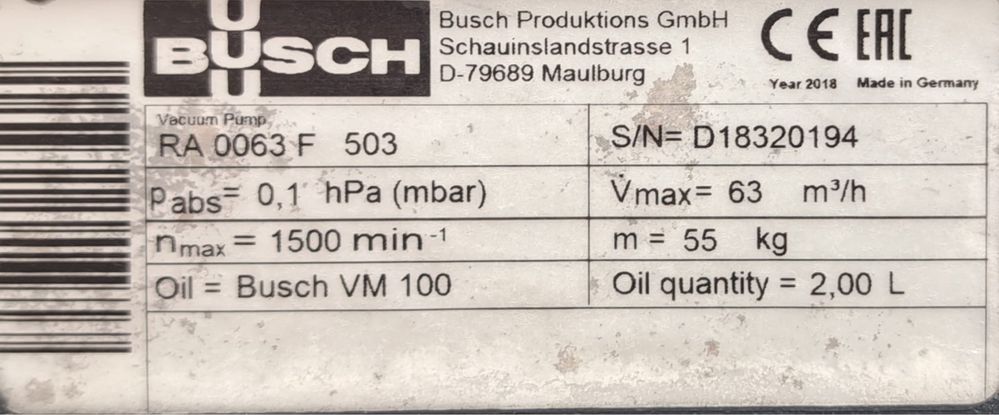 BUSCH
Busch Produktions GmbH
Schauinslandstrasse 1
D-79689 Maulburg
CE EAC
Year 2018 Made in Germany
Vacuum Pump
RA 0063 F 503
S/N= D18320194
Pabs= 0,1 hPa (mbar)
V̇max= 63 m³/h
nmax = 1500 min⁻¹
m = 55 kg
Oil = Busch VM 100
Oil quantity = 2,00 L